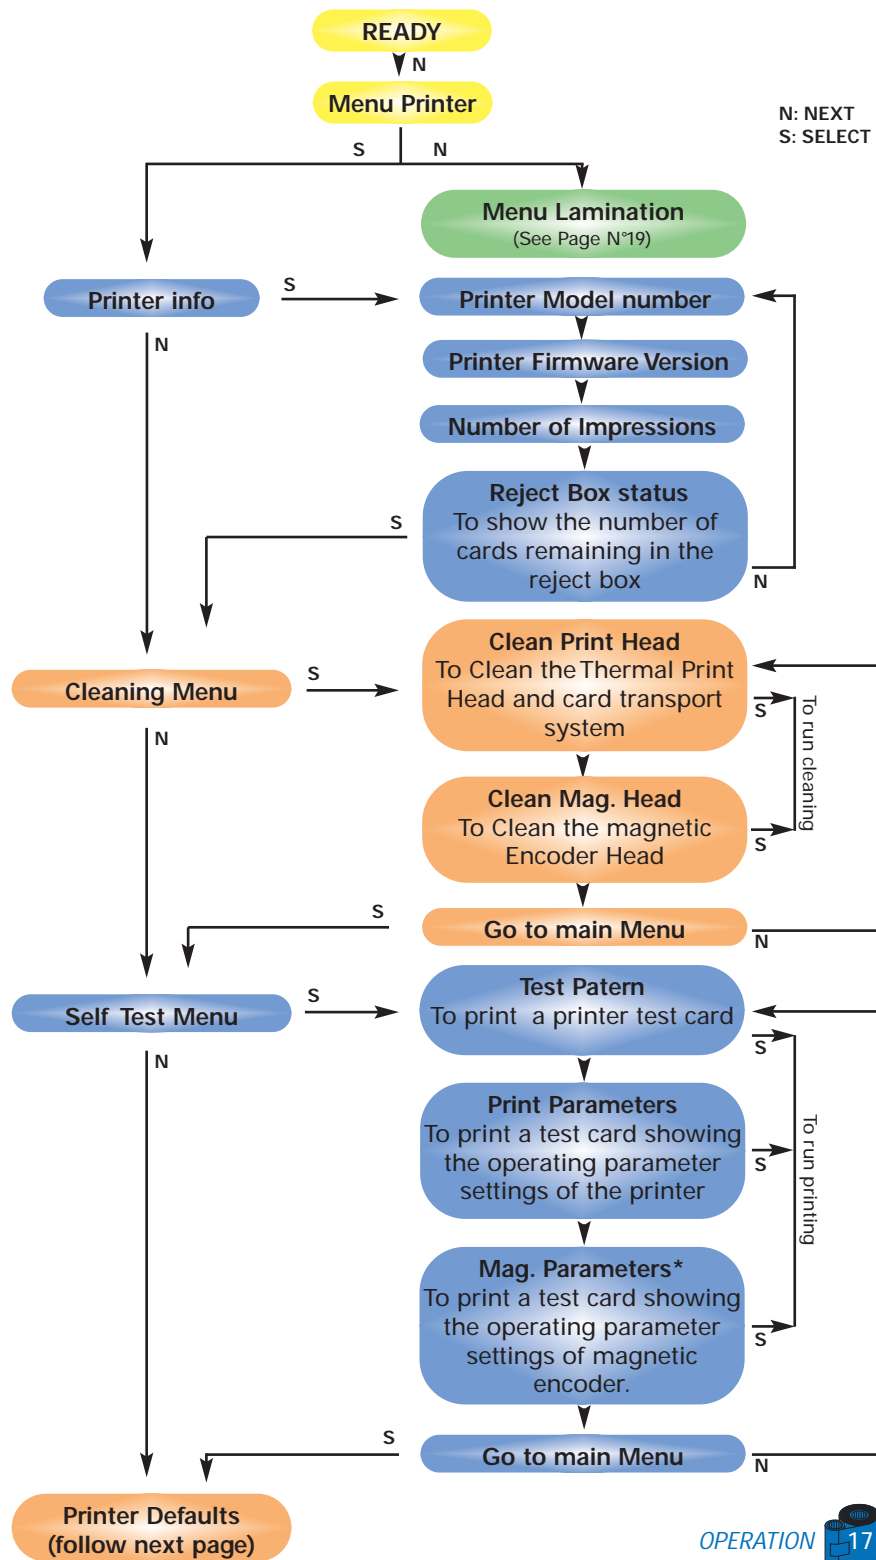 READY
N
Menu Printer
N: NEXT
S: SELECT
S N
Menu Lamination
(See Page N°19)
Printer info
S
Printer Model number
N
Printer Firmware Version
Number of Impressions
Reject Box status
To show the number of
cards remaining in the
reject box
S
N
Clean Print Head
To Clean the Thermal Print
Head and card transport
system
Cleaning Menu
S
S
To run cleaning
N
Clean Mag. Head
To Clean the magnetic
Encoder Head
S
S
Go to main Menu
N
Test Patern
To print a printer test card
Self Test Menu
S
S
N
Print Parameters
To print a test card showing
the operating parameter
settings of the printer
S
To run printing
Mag. Parameters*
To print a test card showing
the operating parameter
settings of magnetic
encoder.
S
S
Go to main Menu
N
Printer Defaults
(follow next page)
OPERATION 17